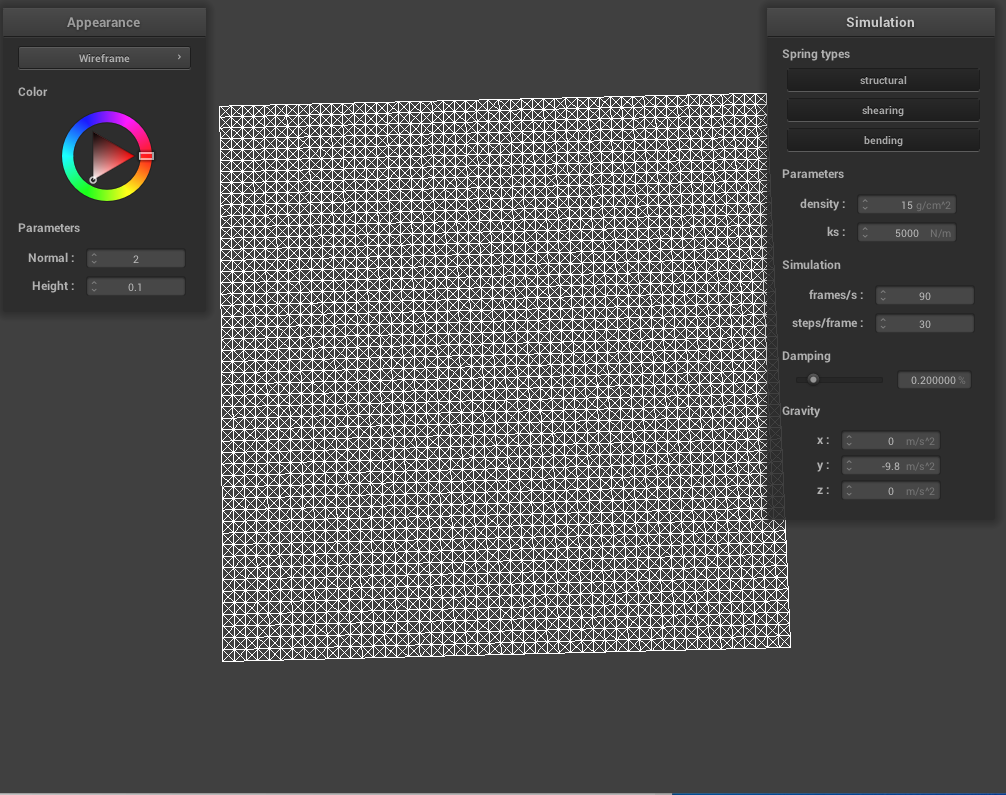 Appearance
Wireframe
Color
Parameters
Normal : 2
Height : 0.1
Simulation
Spring types
structural
shearing
bending
Parameters
density : 15 g/cm^2
ks : 5000 N/m
Simulation
frames/s : 90
steps/frame : 30
Damping
0.200000 %
Gravity
x : 0 m/s^2
y : -9.8 m/s^2
z : 0 m/s^2